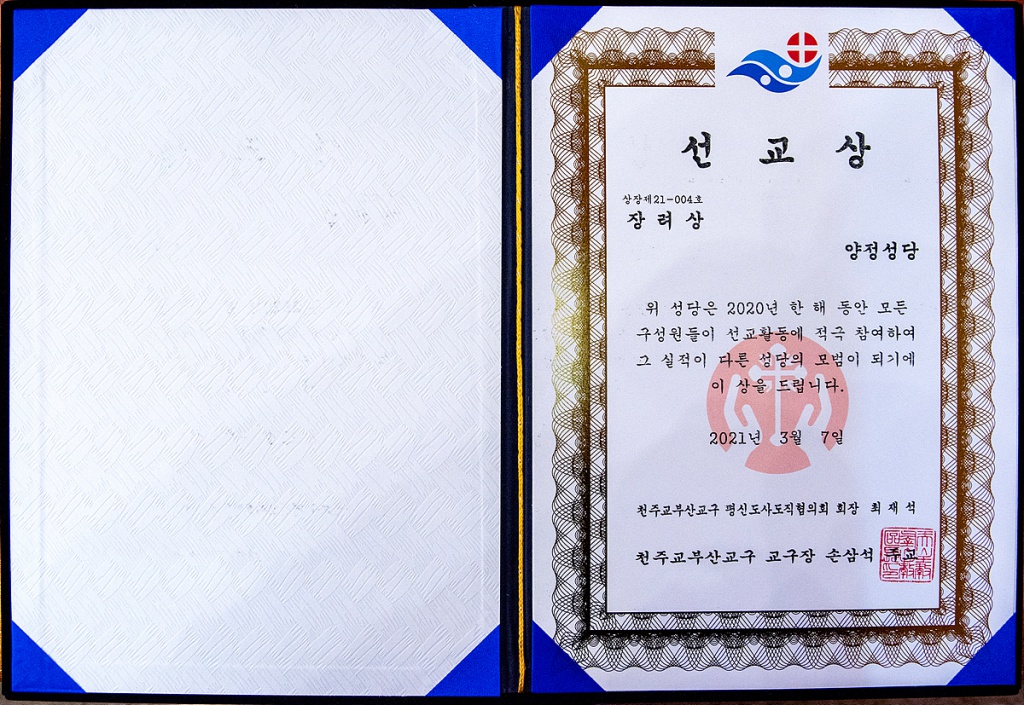 선 교 상
상장제21-004호
장 려 상
양정성당
위 성당은 2020년 한 해 동안 모든
구성원들이 선교활동에 적극 참여하여
그 실적이 다른 성당의 모범이 되기에
이 상을 드립니다.
2021년 3월 7일
천주교부산교구 평신도사도직협의회 회장 최 재 석
천주교부산교구 교구장 손삼석 주교